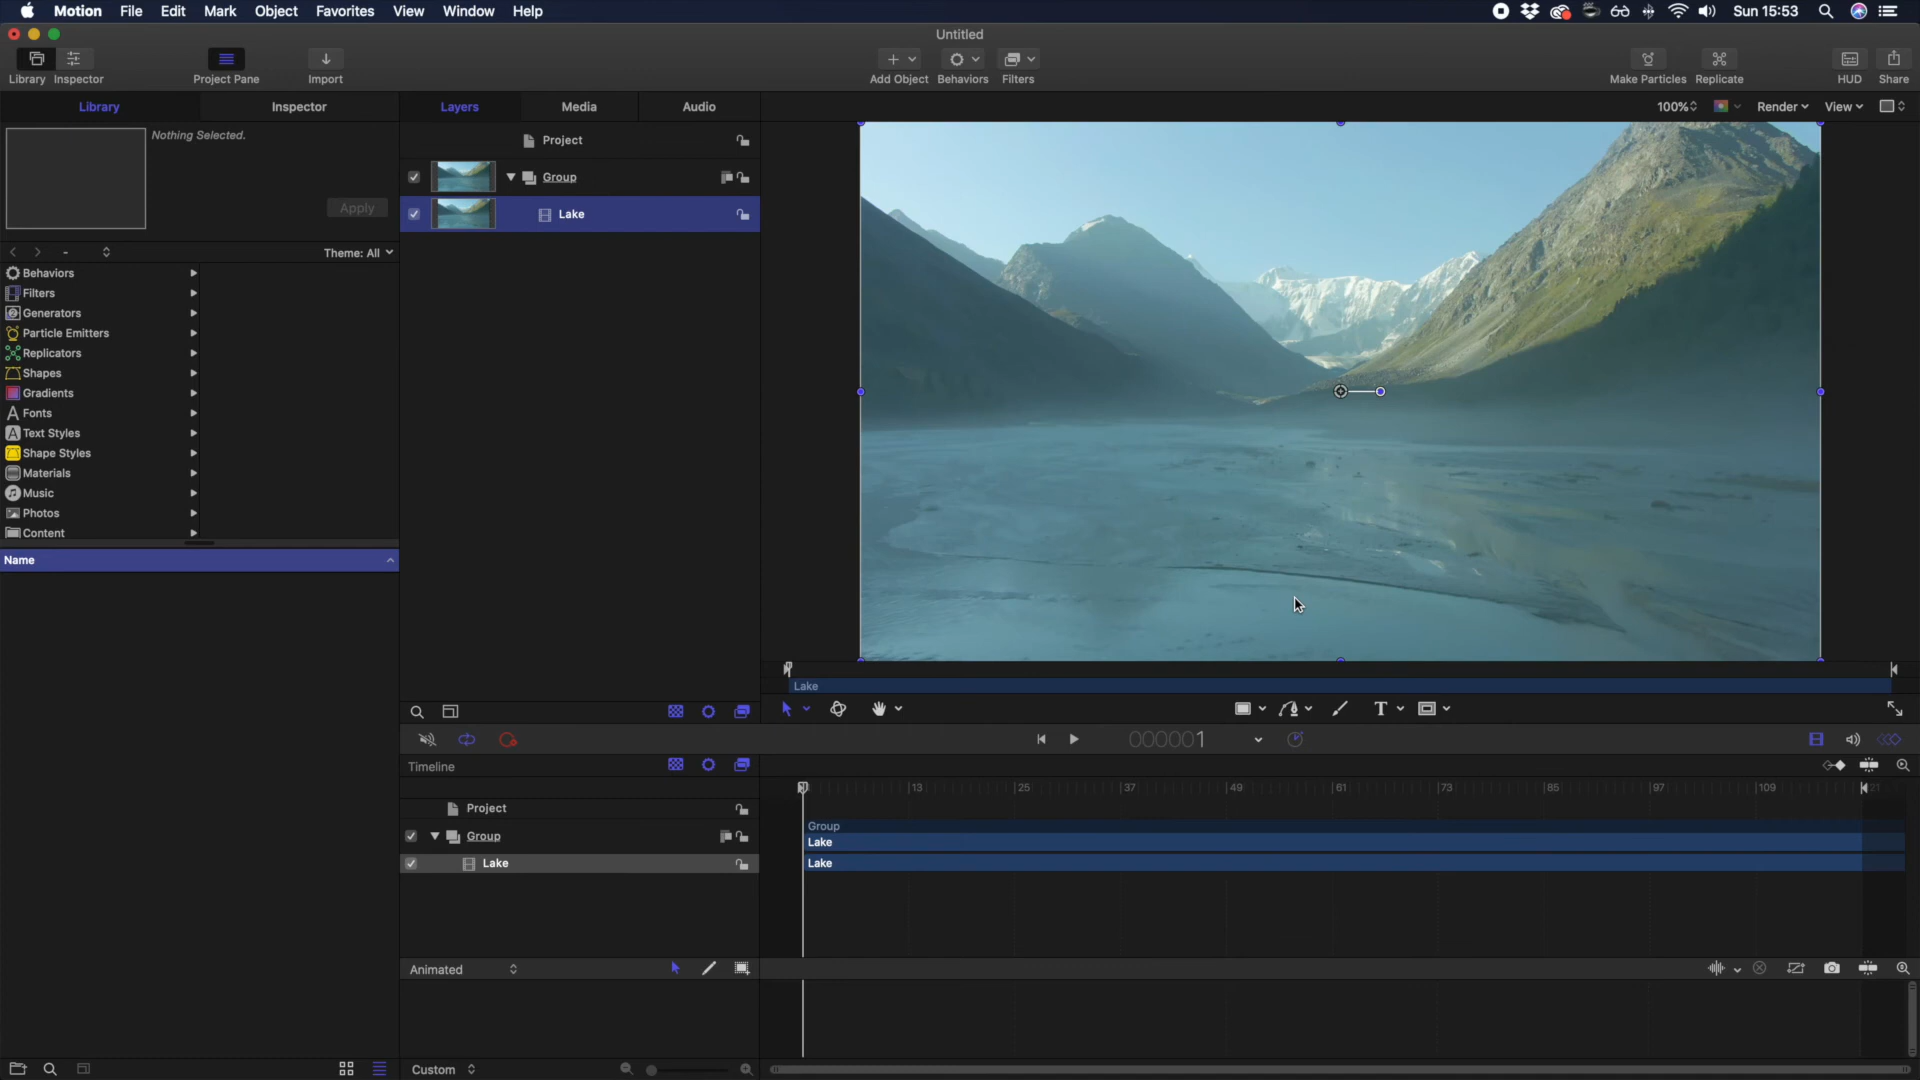 Motion File Edit Mark Object Favorites View Window Help Sun 15:53
Untitled
Library Inspector Project Pane Import Add Object Behaviors Filters Make Particles Replicate HUD Share
Library Inspector Layers Media Audio 100% Render View
Nothing Selected.
Project
Group
Apply
Lake
Theme: All
Behaviors
Filters
Generators
Particle Emitters
Replicators
Shapes
Gradients
Fonts
Text Styles
Shape Styles
Materials
Music
Photos
Content
Name
Lake
T
0000001
Timeline
13 25 37 49 61 73 85 97 109
Project
Group
Group
Lake
Lake
Lake
Animated
Custom